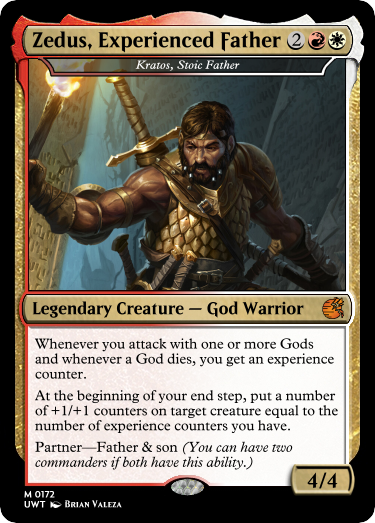 Zedus, Experienced Father 2
Kratos, Stoic Father
Legendary Creature — God Warrior
Whenever you attack with one or more Gods
and whenever a God dies, you get an experience
counter.
At the beginning of your end step, put a number
of +1/+1 counters on target creature equal to the
number of experience counters you have.
Partner—Father & son (You can have two
commanders if both have this ability.)
4/4
M 0172
UWT Brian Valeza